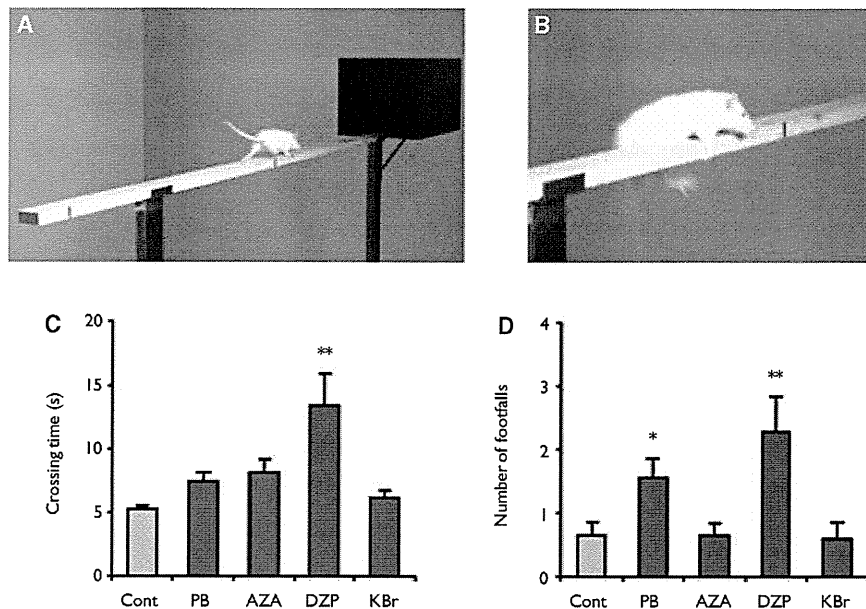 A
B
C
20
15
10
5
0
Crossing time (s)
**
Cont PB AZA DZP KBr
D
4
3
2
1
0
Number of footfalls
*
**
Cont PB AZA DZP KBr